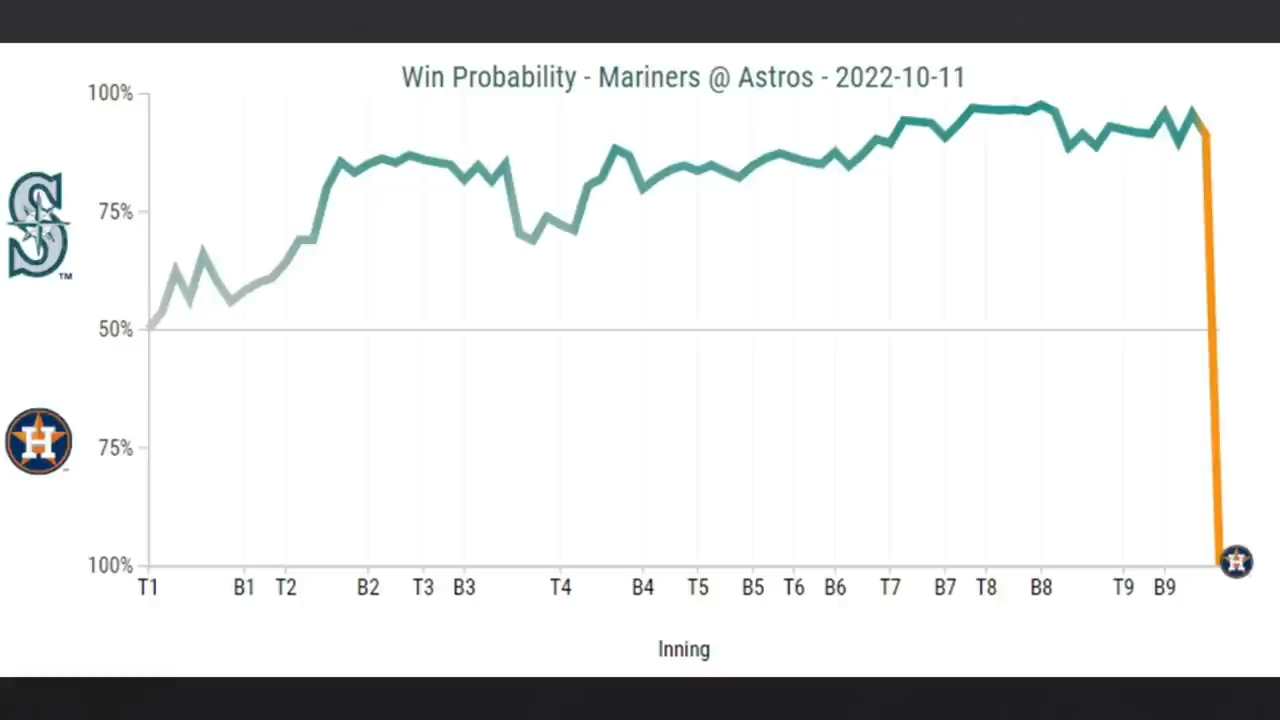 Win Probability - Mariners @ Astros - 2022-10-11
100%
75%
50%
75%
100%
S
TM
H
H
T1 B1 T2 B2 T3 B3 T4 B4 T5 B5 T6 B6 T7 B7 T8 B8 T9 B9
Inning